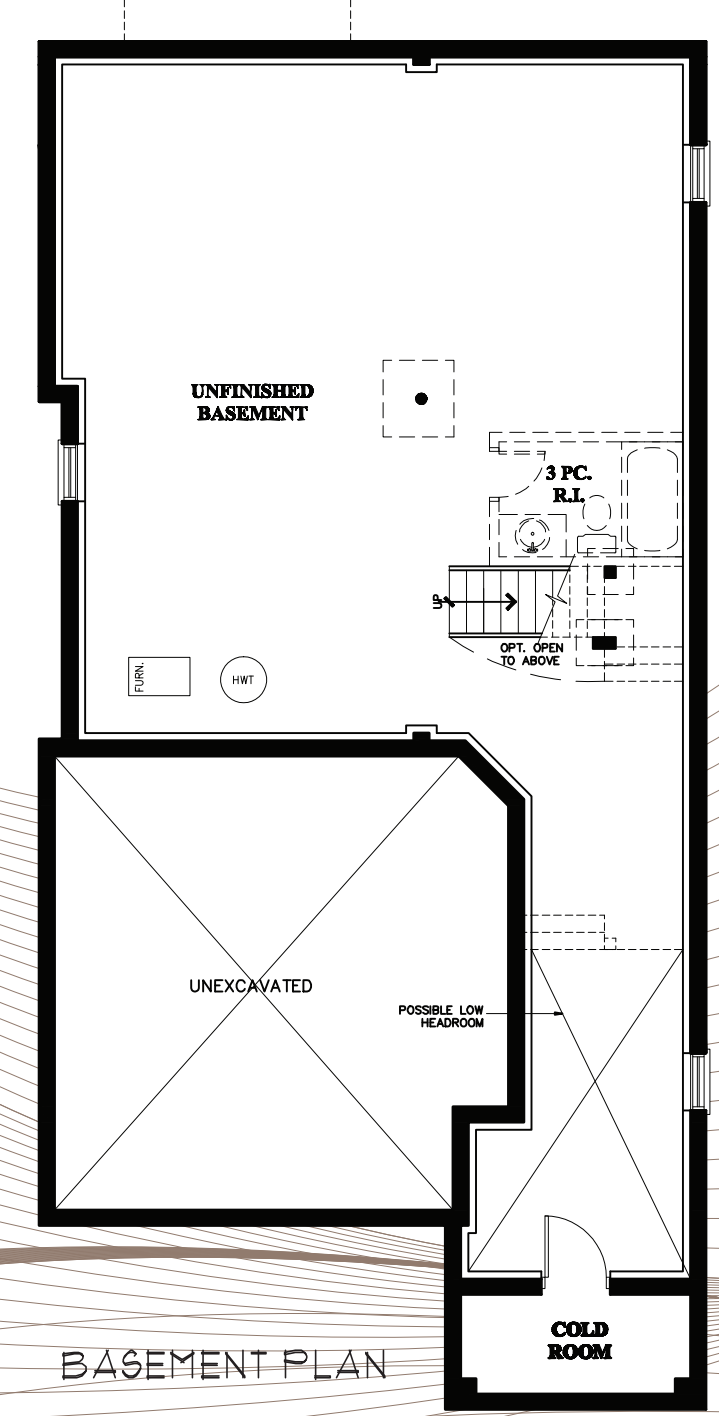 UNFINISHED
BASEMENT
3 PC.
R.I.
UP
OPT. OPEN
TO ABOVE
FURN.
HWT
UNEXCAVATED
POSSIBLE LOW
HEADROOM
COLD
ROOM
BASEMENT PLAN